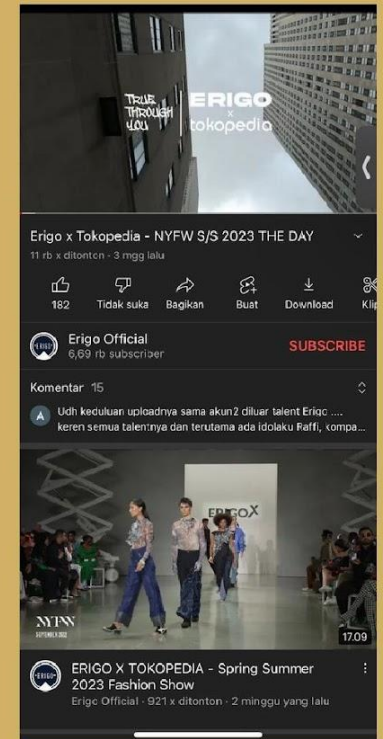 TRUE
THROUGH
YOU
ERIGO
x
tokopedia
Erigo x Tokopedia - NYFW S/S 2023 THE DAY
11 rb x ditonton · 3 mgg lalu
182 Tidak suka Bagikan Buat Download Klip
Erigo Official
6,69 rb subscriber
SUBSCRIBE
Komentar 15
A
Udh keduluan uploadnya sama akun2 diluar talent Erigo ....
keren semua talentnya dan terutama ada idolaku Raffi, kompa...
ERIGOX
NYFW
SEPTEMBER 2022
17.09
ERIGO X TOKOPEDIA - Spring Summer
2023 Fashion Show
Erigo Official · 921 x ditonton · 2 minggu yang lalu